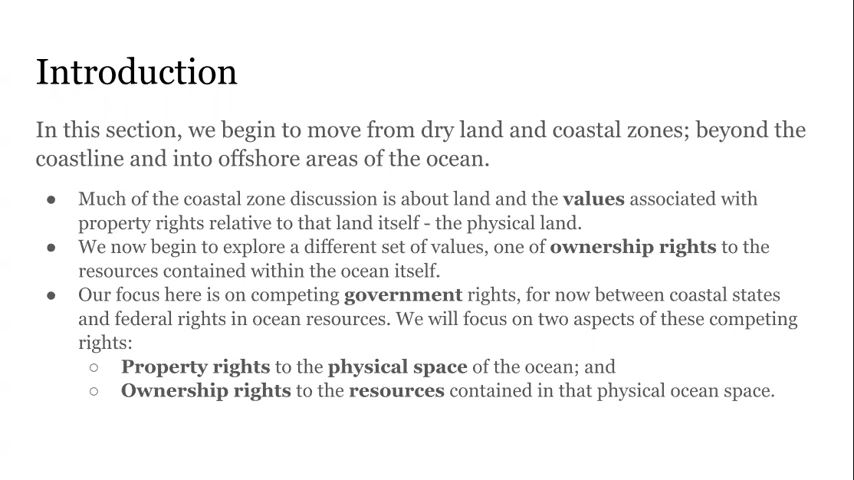 Introduction
In this section, we begin to move from dry land and coastal zones; beyond the
coastline and into offshore areas of the ocean.
● Much of the coastal zone discussion is about land and the values associated with
property rights relative to that land itself - the physical land.
● We now begin to explore a different set of values, one of ownership rights to the
resources contained within the ocean itself.
● Our focus here is on competing government rights, for now between coastal states
and federal rights in ocean resources. We will focus on two aspects of these competing
rights:
○ Property rights to the physical space of the ocean; and
○ Ownership rights to the resources contained in that physical ocean space.